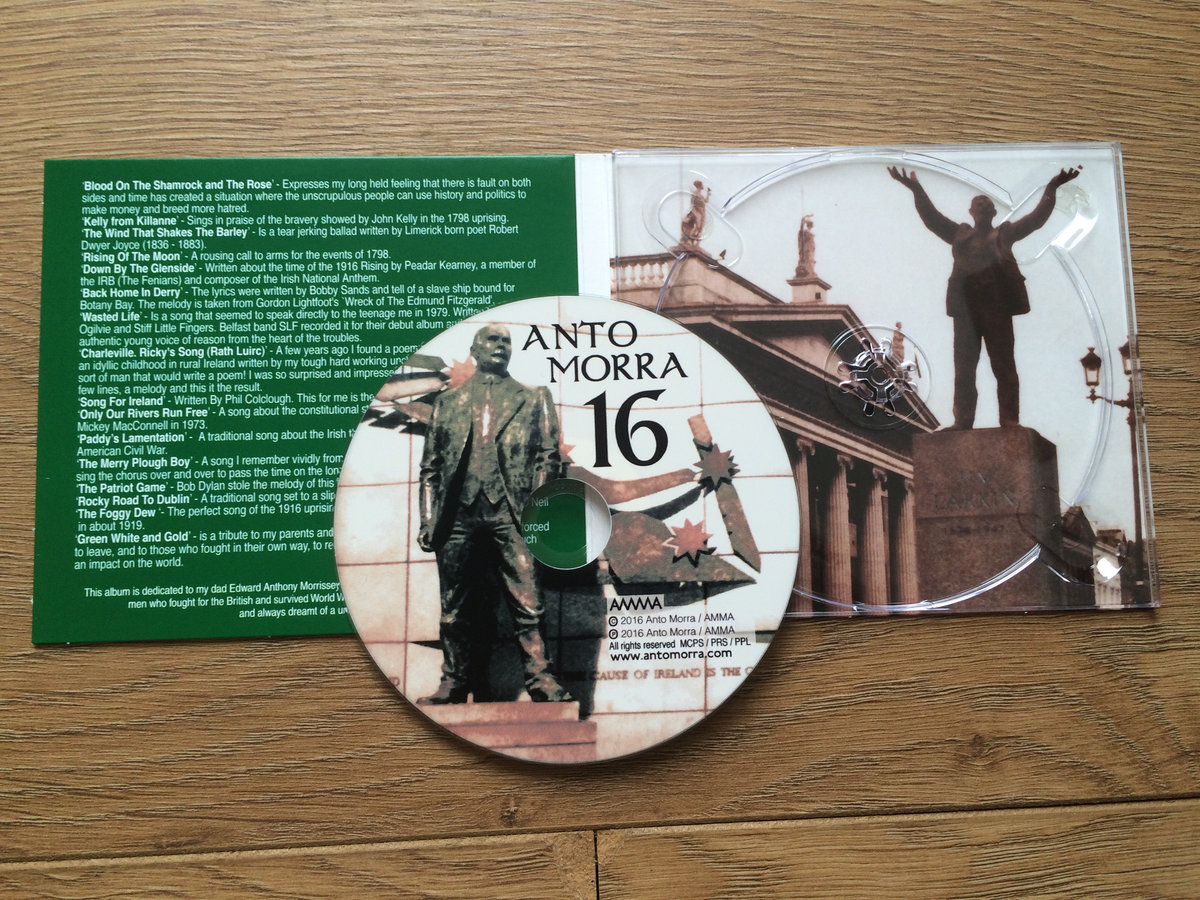 'Blood On The Shamrock and The Rose' - Expresses my long held feeling that there is fault on both
sides and time has created a situation where the unscrupulous people can use history and politics to
make money and breed more hatred.
'Kelly from Killanne' - Sings in praise of the bravery showed by John Kelly in the 1798 uprising.
'The Wind That Shakes The Barley' - Is a tear jerking ballad written by Limerick born poet Robert
Dwyer Joyce (1836 - 1883).
'Rising Of The Moon' - A rousing call to arms for the events of 1798.
'Down By The Glenside' - Written about the time of the 1916 Rising by Peadar Kearney, a member of
the IRB (The Fenians) and composer of the Irish National Anthem.
'Back Home In Derry' - The lyrics were written by Bobby Sands and tell of a slave ship bound for
Botany Bay. The melody is taken from Gordon Lightfoot's `Wreck of The Edmund Fitzgerald'.
'Wasted Life' - Is a song that seemed to speak directly to the teenage me in 1979.
Ogilvie and Stiff Little Fingers. Belfast band SLF recorded it for their debut album
authentic young voice of reason from the heart of the troubles.
'Charleville. Ricky's Song (Rath Luirc)' - A few years ago I found a poem
an idyllic childhood in rural Ireland written by my tough hard working
sort of man that would write a poem! I was so surprised and
few lines, a melody and this it the result.
'Song For Ireland' - Written By Phil Colclough. This for me is the
'Only Our Rivers Run Free' - A song about the constitutional
Mickey MacConnell in 1973.
'Paddy's Lamentation' - A traditional song about the Irish
American Civil War.
'The Merry Plough Boy' - A song I remember vividly from
sing the chorus over and over to pass the time on the
'The Patriot Game' - Bob Dylan stole the melody of this
'Rocky Road To Dublin' - A traditional song set to a
'The Foggy Dew' - The perfect song of the 1916
in about 1919.
'Green White and Gold' - is a tribute to my parents and
to leave, and to those who fought in their own way, to
an impact on the world.
This album is dedicated to my dad Edward Anthony Morrissey
men who fought for the British and survived World
and always dreamt of a
Neil
ANTO
MORRA
16
AMMA
© 2016 Anto Morra / AMMA
℗ 2016 Anto Morra / AMMA
All rights reserved MCPS / PRS / PPL
www.antomorra.com
CAUSE OF IRELAND IS THE
LARKIN